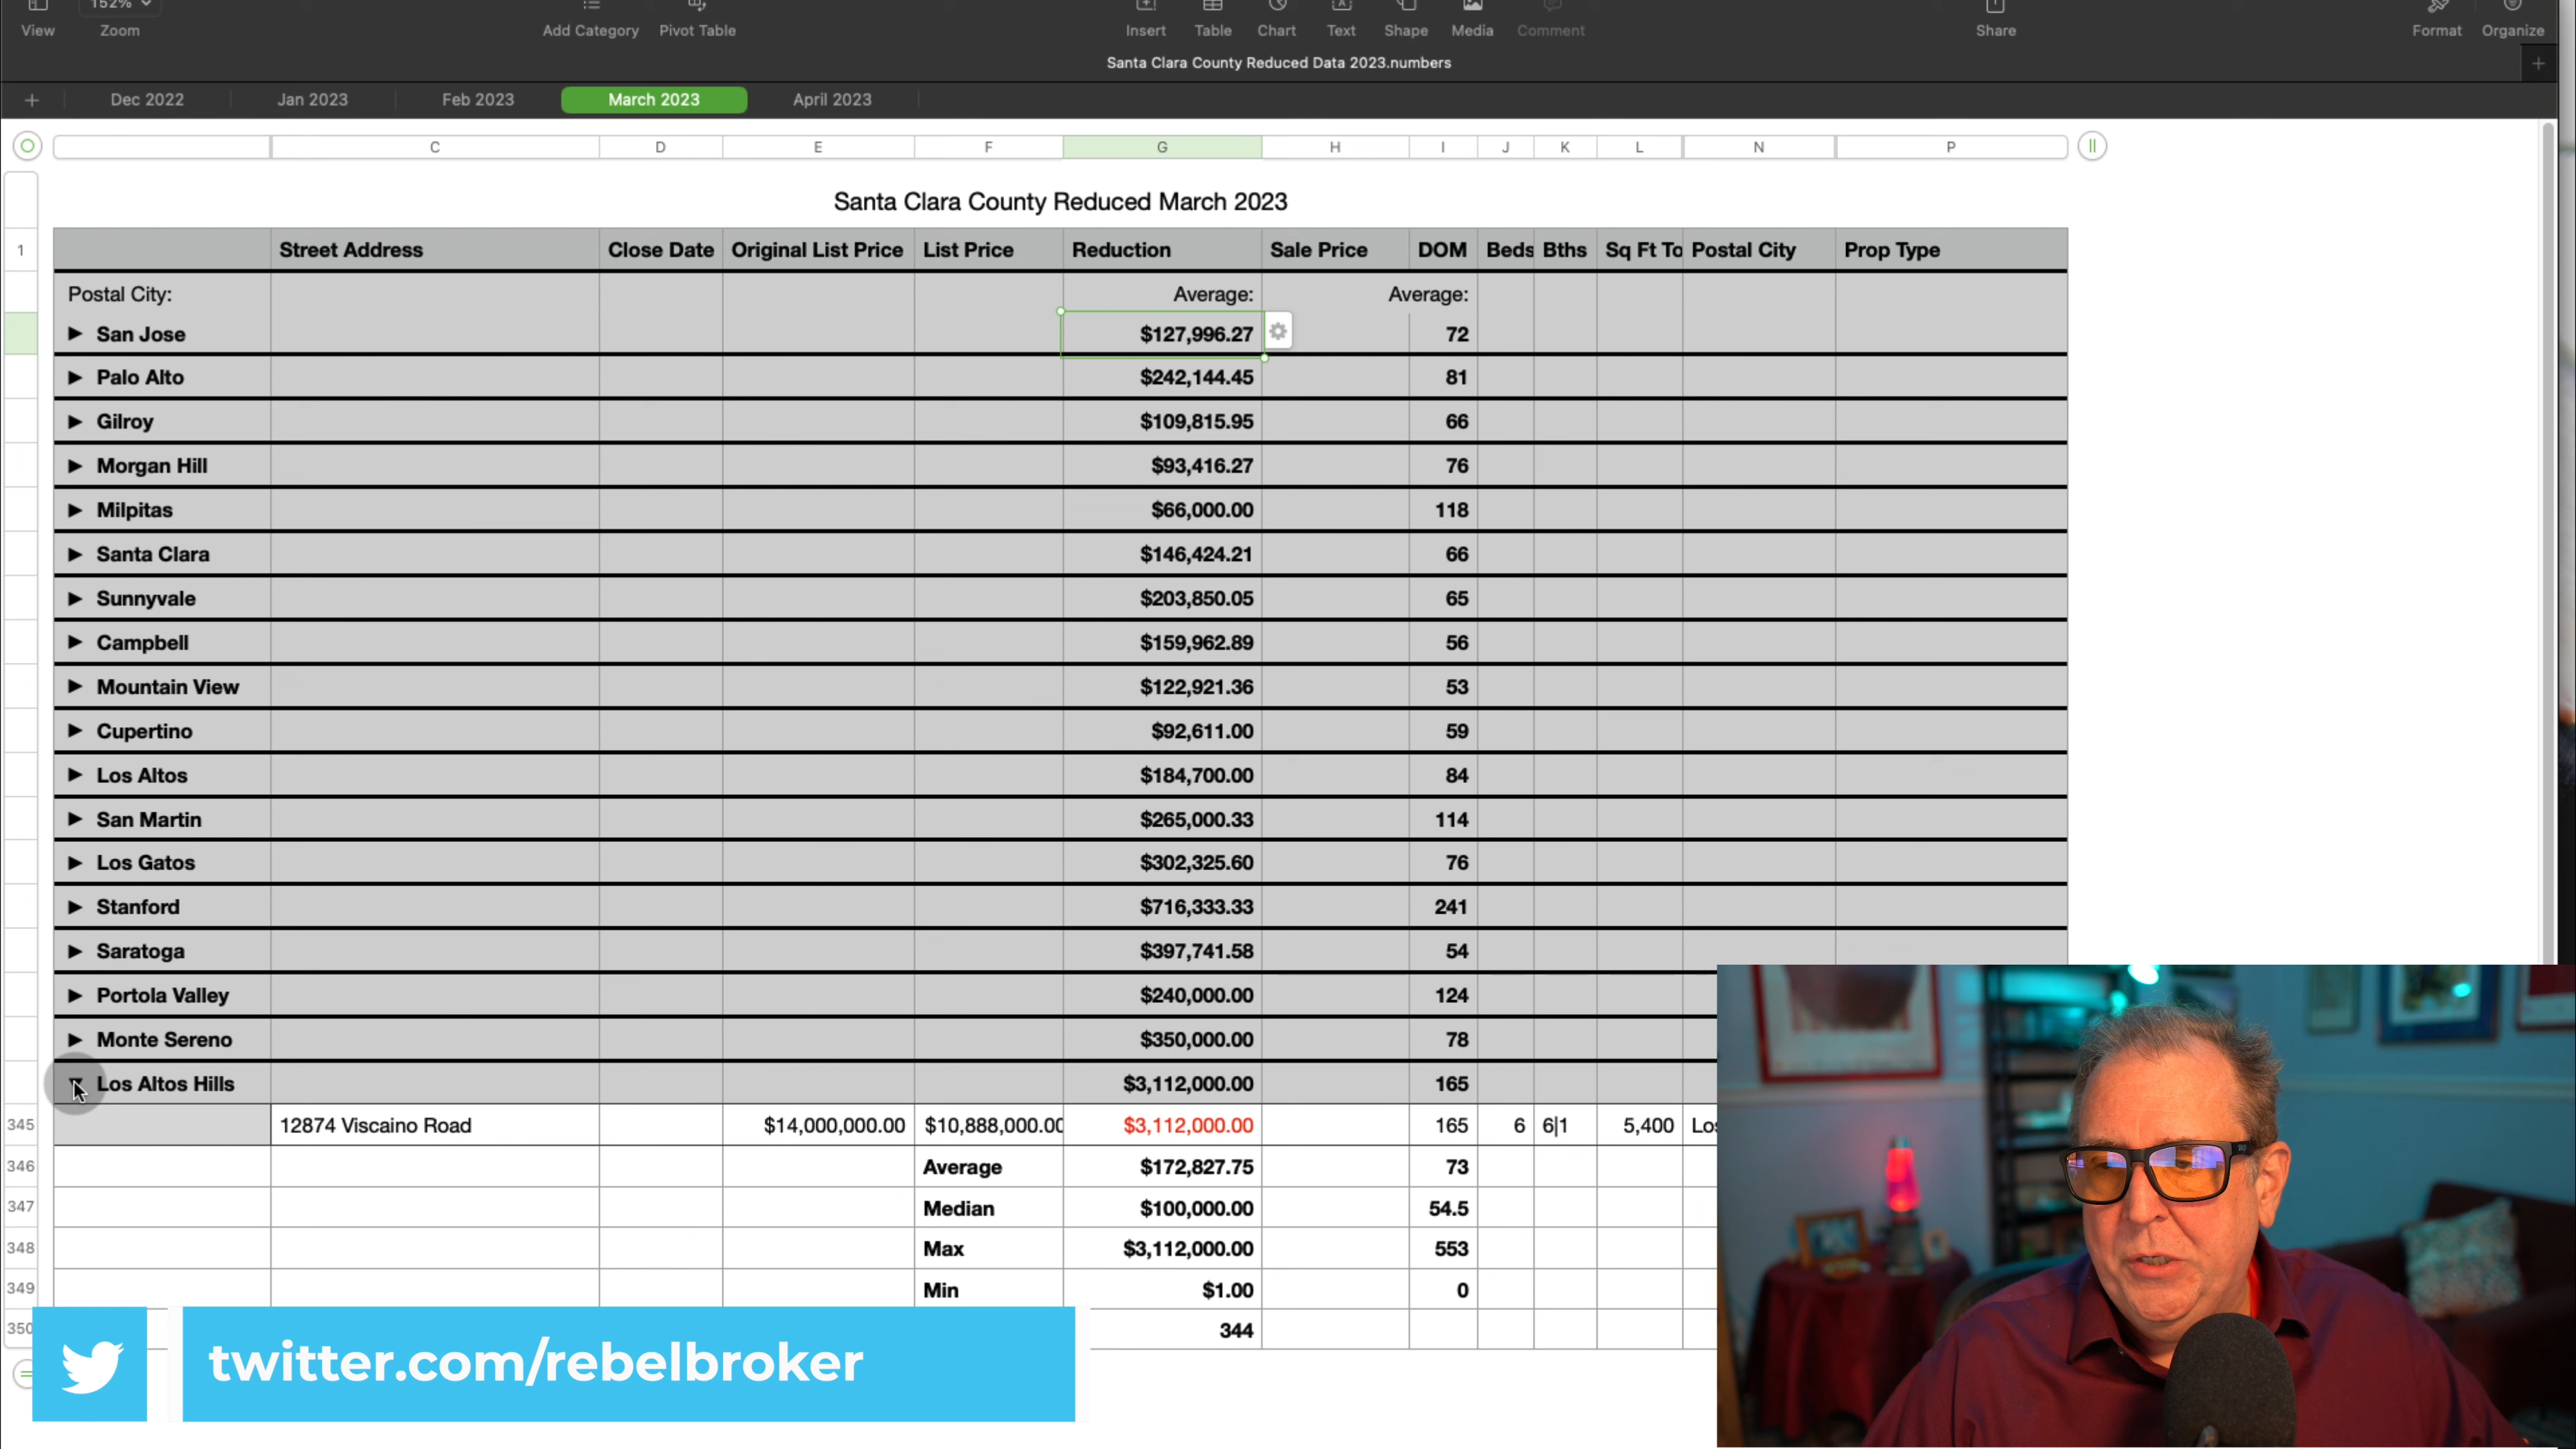 152%
View Zoom Add Category Pivot Table Insert Table Chart Text Shape Media Comment Share Format Organize
Santa Clara County Reduced Data 2023.numbers
+ Dec 2022 Jan 2023 Feb 2023 March 2023 April 2023
C D E F G H I J K L N P
Santa Clara County Reduced March 2023
1 Street Address Close Date Original List Price List Price Reduction Sale Price DOM Beds Bths Sq Ft To Postal City Prop Type
Postal City: Average: Average:
San Jose $127,996.27 72
Palo Alto $242,144.45 81
Gilroy $109,815.95 66
Morgan Hill $93,416.27 76
Milpitas $66,000.00 118
Santa Clara $146,424.21 66
Sunnyvale $203,850.05 65
Campbell $159,962.89 56
Mountain View $122,921.36 53
Cupertino $92,611.00 59
Los Altos $184,700.00 84
San Martin $265,000.33 114
Los Gatos $302,325.60 76
Stanford $716,333.33 241
Saratoga $397,741.58 54
Portola Valley $240,000.00 124
Monte Sereno $350,000.00 78
Los Altos Hills $3,112,000.00 165
345 12874 Viscaino Road $14,000,000.00 $10,888,000.00 $3,112,000.00 165 6 6|1 5,400 Los
346 Average $172,827.75 73
347 Median $100,000.00 54.5
348 Max $3,112,000.00 553
349 Min $1.00 0
350 344
twitter.com/rebelbroker